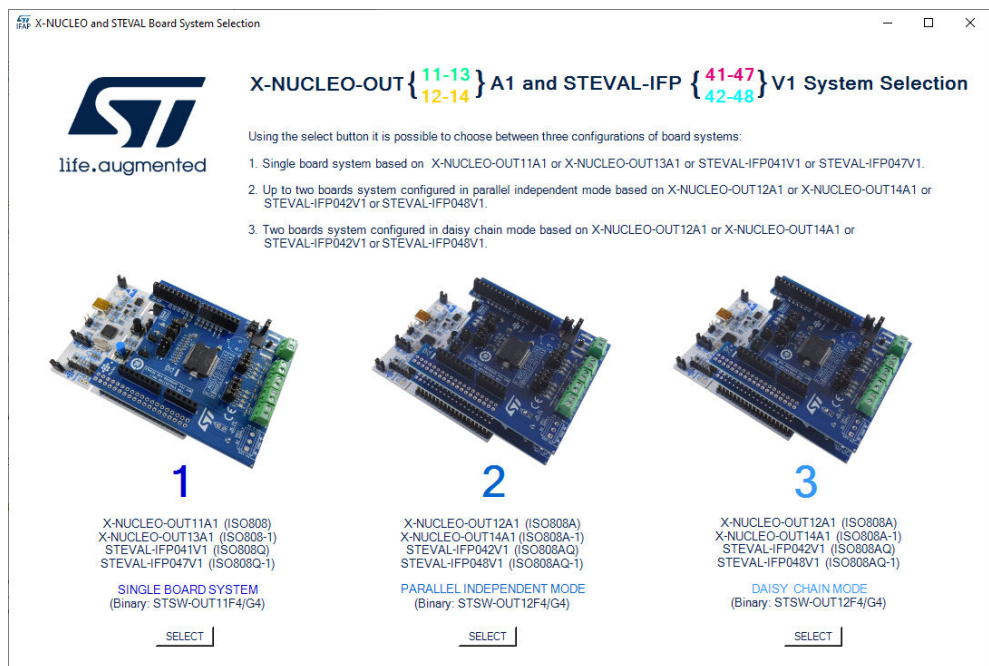 IFAP X-NUCLEO and STEVAL Board System Selection
X-NUCLEO-OUT { 11-13 12-14 } A1 and STEVAL-IFP { 41-47 42-48 } V1 System Selection
ST
life.augmented
Using the select button it is possible to choose between three configurations of board systems:
1. Single board system based on X-NUCLEO-OUT11A1 or X-NUCLEO-OUT13A1 or STEVAL-IFP041V1 or STEVAL-IFP047V1.
2. Up to two boards system configured in parallel independent mode based on X-NUCLEO-OUT12A1 or X-NUCLEO-OUT14A1 or
STEVAL-IFP042V1 or STEVAL-IFP048V1.
3. Two boards system configured in daisy chain mode based on X-NUCLEO-OUT12A1 or X-NUCLEO-OUT14A1 or
STEVAL-IFP042V1 or STEVAL-IFP048V1.
1
X-NUCLEO-OUT11A1 (ISO808)
X-NUCLEO-OUT13A1 (ISO808-1)
STEVAL-IFP041V1 (ISO808Q)
STEVAL-IFP047V1 (ISO808Q-1)
SINGLE BOARD SYSTEM
(Binary: STSW-OUT11F4/G4)
SELECT
2
X-NUCLEO-OUT12A1 (ISO808A)
X-NUCLEO-OUT14A1 (ISO808A-1)
STEVAL-IFP042V1 (ISO808AQ)
STEVAL-IFP048V1 (ISO808AQ-1)
PARALLEL INDEPENDENT MODE
(Binary: STSW-OUT12F4/G4)
SELECT
3
X-NUCLEO-OUT12A1 (ISO808A)
X-NUCLEO-OUT14A1 (ISO808A-1)
STEVAL-IFP042V1 (ISO808AQ)
STEVAL-IFP048V1 (ISO808AQ-1)
DAISY CHAIN MODE
(Binary: STSW-OUT12F4/G4)
SELECT